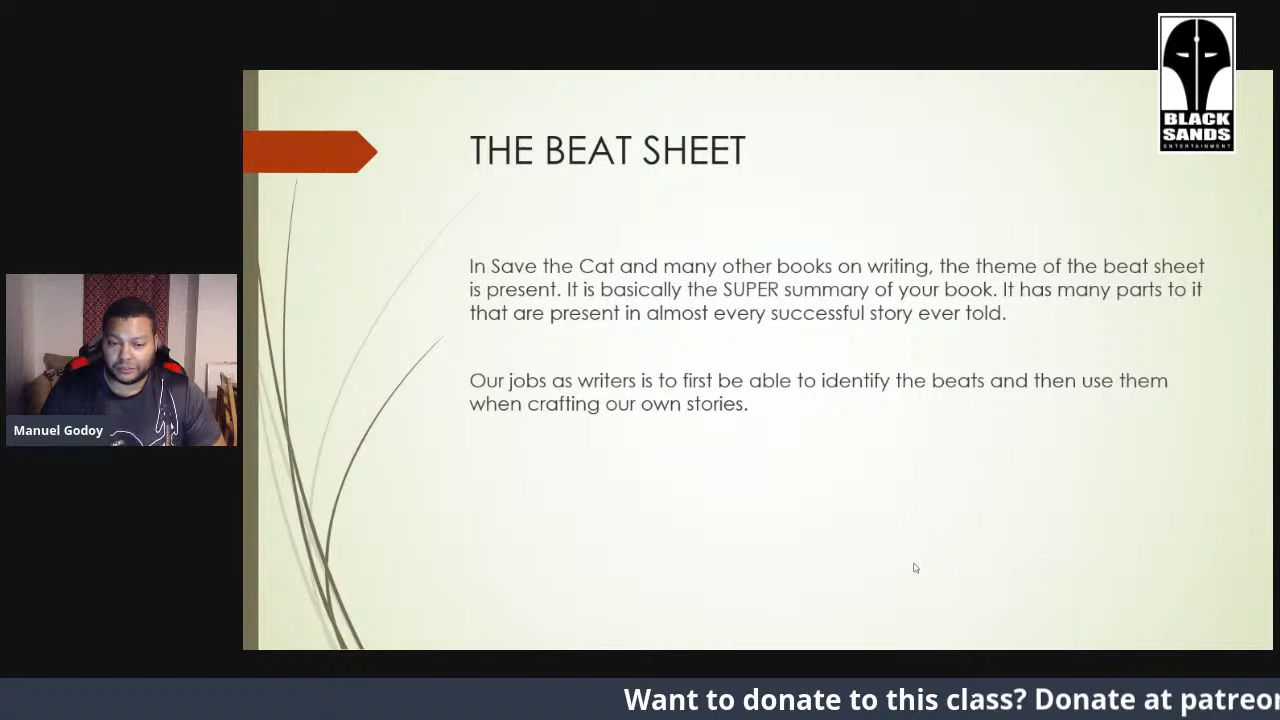 BLACK
SANDS
ENTERTAINMENT
THE BEAT SHEET
In Save the Cat and many other books on writing, the theme of the beat sheet
is present. It is basically the SUPER summary of your book. It has many parts to it
that are present in almost every successful story ever told.
Our jobs as writers is to first be able to identify the beats and then use them
when crafting our own stories.
Manuel Godoy
Want to donate to this class? Donate at patreo